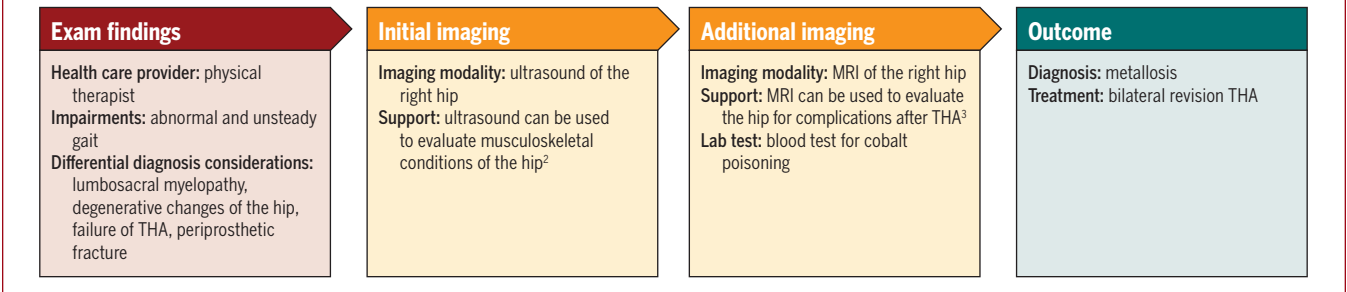 Exam findings
Health care provider: physical
therapist
Impairments: abnormal and unsteady
gait
Differential diagnosis considerations:
lumbosacral myelopathy,
degenerative changes of the hip,
failure of THA, periprosthetic
fracture
Initial imaging
Imaging modality: ultrasound of the
right hip
Support: ultrasound can be used
to evaluate musculoskeletal
conditions of the hip²
Additional imaging
Imaging modality: MRI of the right hip
Support: MRI can be used to evaluate
the hip for complications after THA³
Lab test: blood test for cobalt
poisoning
Outcome
Diagnosis: metallosis
Treatment: bilateral revision THA